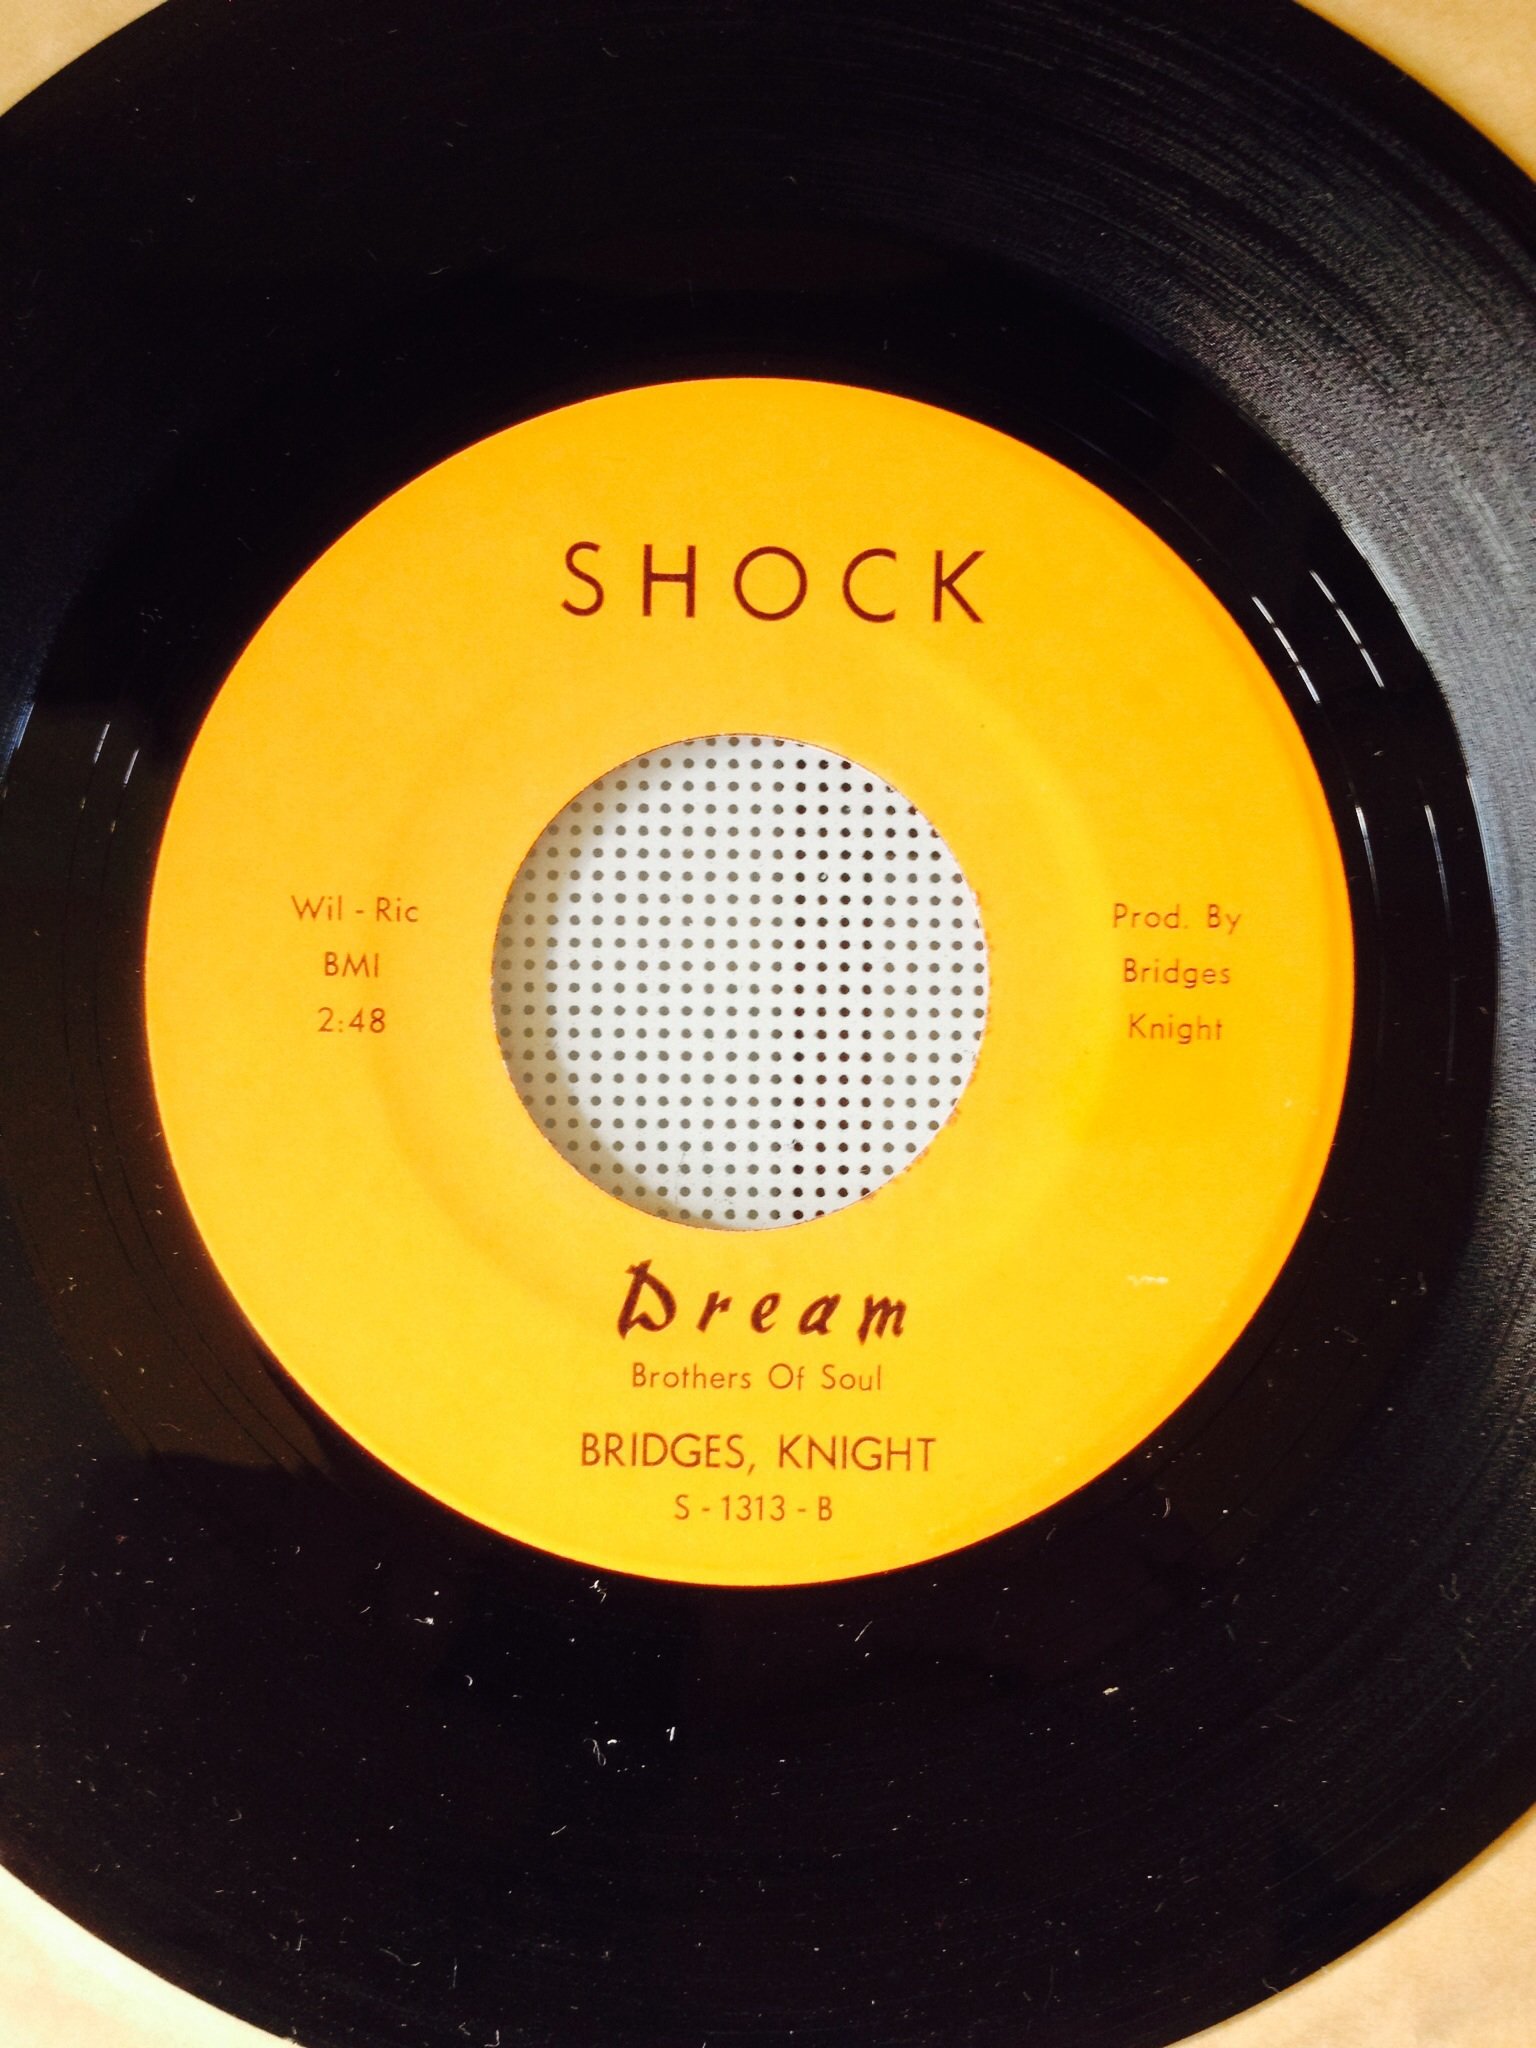 SHOCK
Wil - Ric
BMI
2:48
Prod. By
Bridges
Knight
Dream
Brothers Of Soul
BRIDGES, KNIGHT
S - 1313 - B